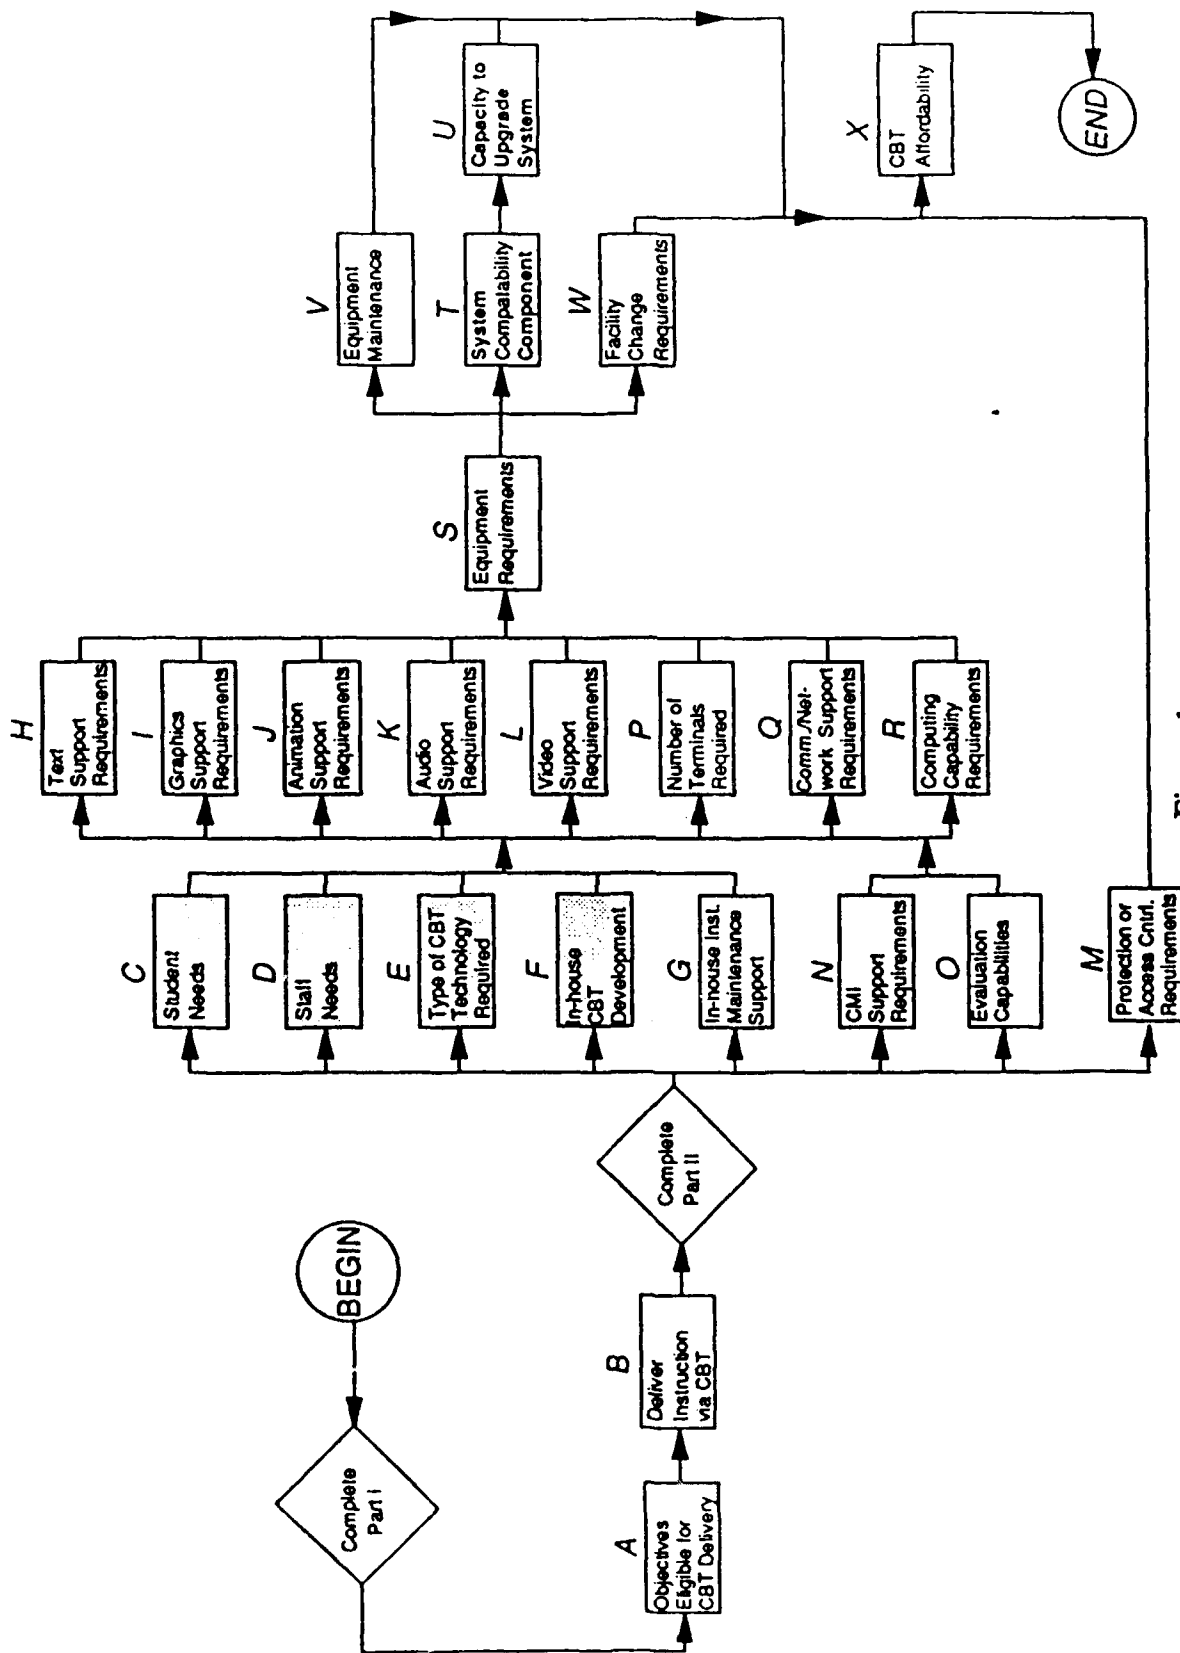 BEGIN
Complete
Part I
A
Objectives
Eligible for
CBT Delivery
B
Deliver
Instruction
via CBT
Complete
Part II
C
Student
Needs
D
Staff
Needs
E
Type of CBT
Technology
Required
F
In-house
CBT
Development
G
In-house Inst.
Maintenance
Support
N
CMI
Support
Requirements
O
Evaluation
Capabilities
M
Protection or
Access Cntrl.
Requirements
H
Text
Support
Requirements
I
Graphics
Support
Requirements
J
Animation
Support
Requirements
K
Audio
Support
Requirements
L
Video
Support
Requirements
P
Number of
Terminals
Required
Q
Comm./Net-
work Support
Requirements
R
Computing
Capability
Requirements
S
Equipment
Requirements
V
Equipment
Maintenance
T
System
Compatability
Component
W
Facility
Change
Requirements
U
Capacity to
Upgrade
System
X
CBT
Affordability
END